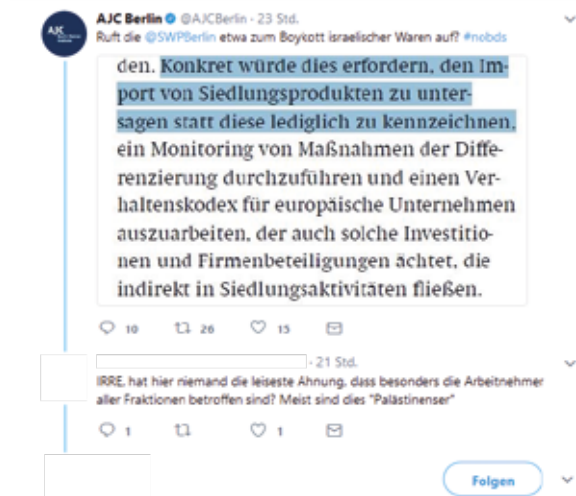 AJC Berlin @AJCBerlin · 23 Std.
Ruft die @SWPBerlin etwa zum Boykott israelischer Waren auf? #nobds
den. Konkret würde dies erfordern, den Im-
port von Siedlungsprodukten zu unter-
sagen statt diese lediglich zu kennzeichnen,
ein Monitoring von Maßnahmen der Diffe-
renzierung durchzuführen und einen Ver-
haltenskodex für europäische Unternehmen
auszuarbeiten, der auch solche Investitio-
nen und Firmenbeteiligungen ächtet, die
indirekt in Siedlungsaktivitäten fließen.
10 26 15
· 21 Std.
IRRE, hat hier niemand die leiseste Ahnung, dass besonders die Arbeitnehmer
aller Fraktionen betroffen sind? Meist sind dies "Palästinenser"
1 1
Folgen